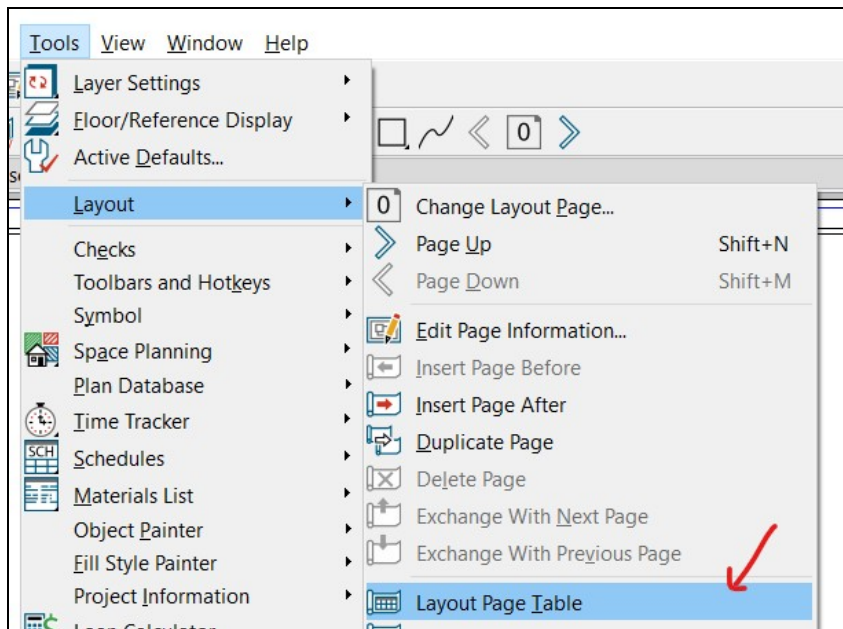 Tools View Window Help
Layer Settings
Floor/Reference Display
Active Defaults...
0
Layout
0 Change Layout Page...
Page Up Shift+N
Page Down Shift+M
Checks
Toolbars and Hotkeys
Symbol
Edit Page Information...
Space Planning
Insert Page Before
Plan Database
Insert Page After
Time Tracker
Duplicate Page
SCH Schedules
Delete Page
Materials List
Exchange With Next Page
Object Painter
Exchange With Previous Page
Fill Style Painter
Project Information
Layout Page Table